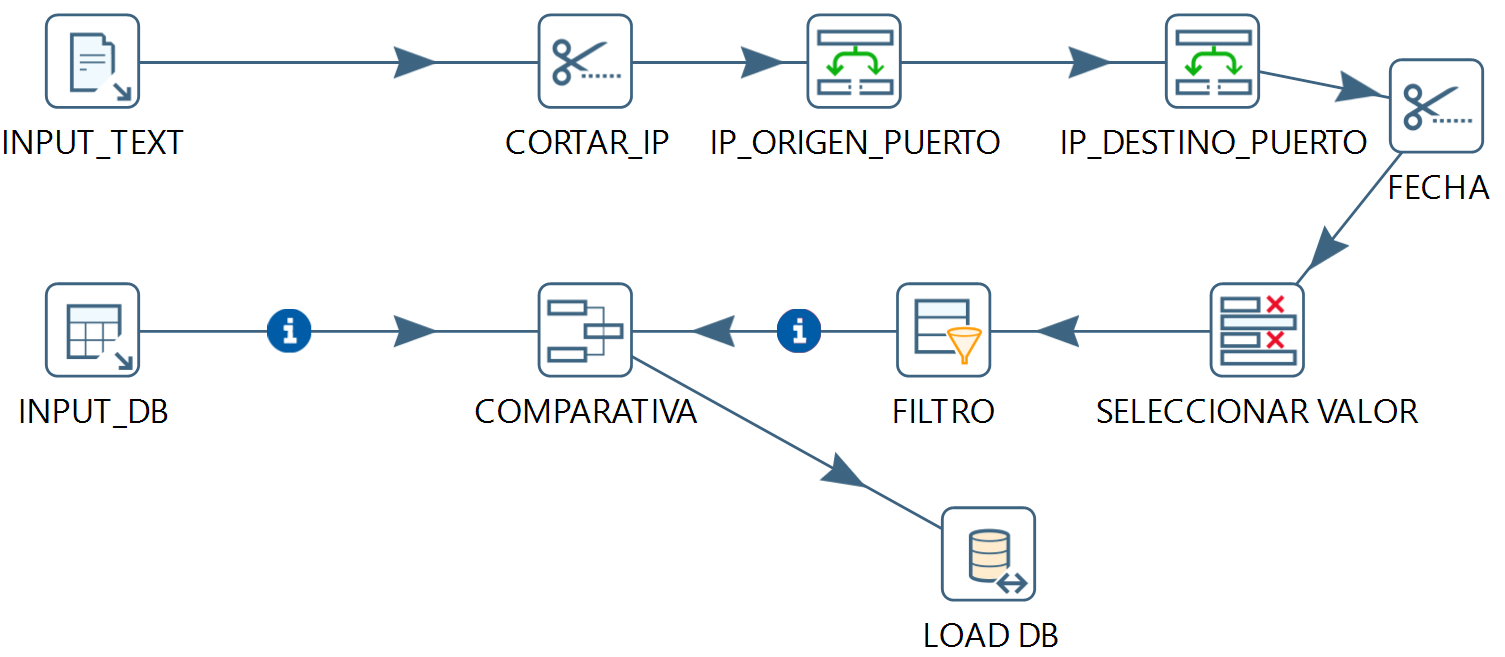 INPUT_TEXT
CORTAR_IP
IP_ORIGEN_PUERTO
IP_DESTINO_PUERTO
FECHA
INPUT_DB
COMPARATIVA
FILTRO
SELECCIONAR VALOR
LOAD DB